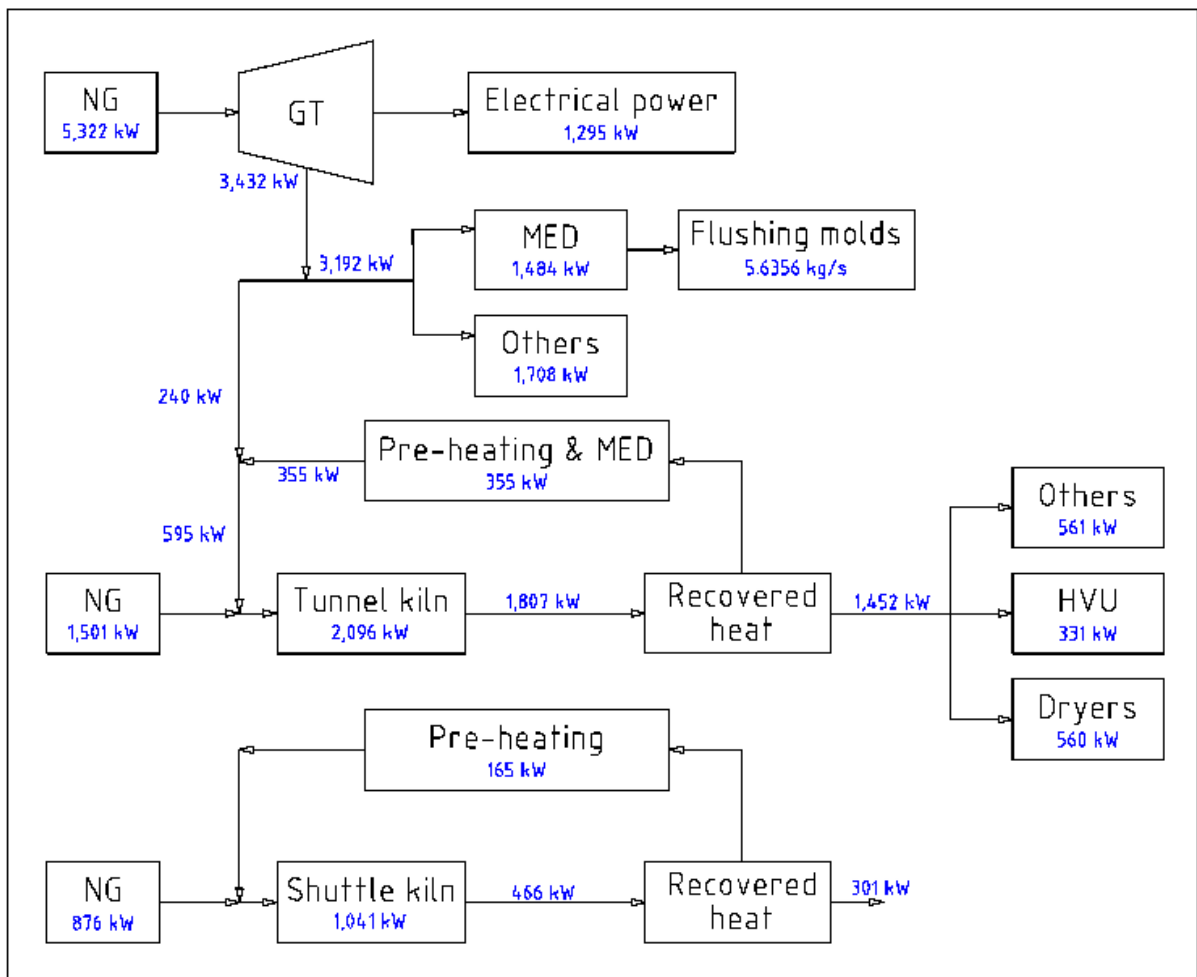 NG
5,322 kW
GT
Electrical power
1,295 kW
3,432 kW
3,192 kW
MED
1,484 kW
Flushing molds
5.6356 kg/s
Others
1,708 kW
240 kW
Pre-heating & MED
355 kW
355 kW
595 kW
NG
1,501 kW
Tunnel kiln
2,096 kW
1,807 kW
Recovered
heat
1,452 kW
Others
561 kW
HVU
331 kW
Dryers
560 kW
Pre-heating
165 kW
NG
876 kW
Shuttle kiln
1,041 kW
466 kW
Recovered
heat
301 kW